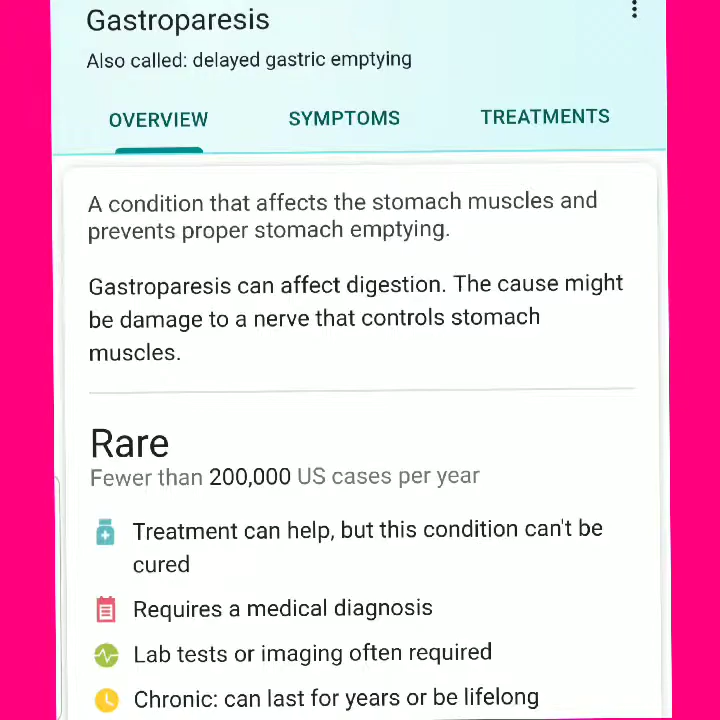 Gastroparesis
Also called: delayed gastric emptying
OVERVIEW SYMPTOMS TREATMENTS
A condition that affects the stomach muscles and
prevents proper stomach emptying.
Gastroparesis can affect digestion. The cause might
be damage to a nerve that controls stomach
muscles.
Rare
Fewer than 200,000 US cases per year
Treatment can help, but this condition can't be
cured
Requires a medical diagnosis
Lab tests or imaging often required
Chronic: can last for years or be lifelong